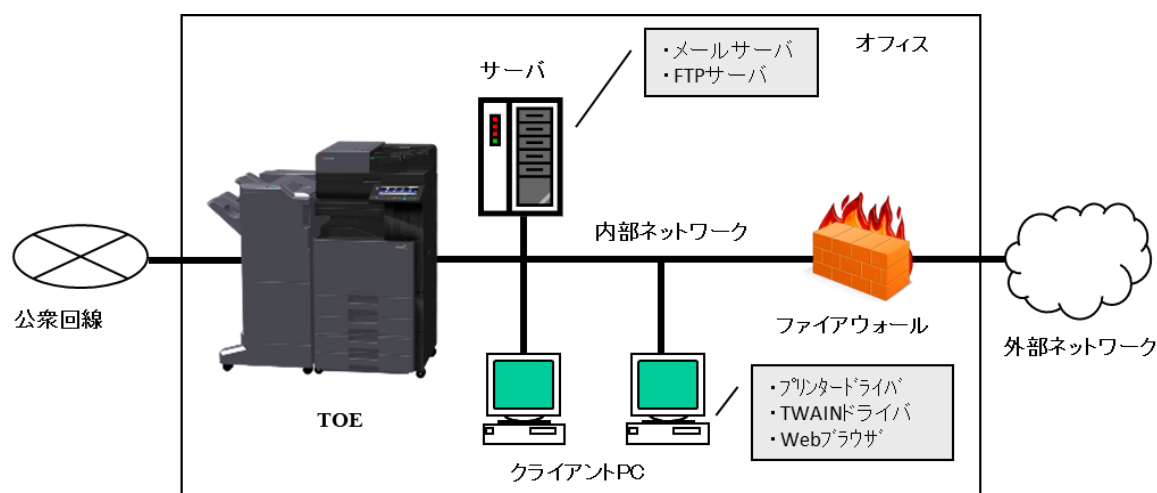 オフィス
・メールサーバ
・FTPサーバ
サーバ
内部ネットワーク
公衆回線
ファイアウォール
外部ネットワーク
TOE
・プリンタードライバ
・TWAINドライバ
・Webブラウザ
クライアントPC